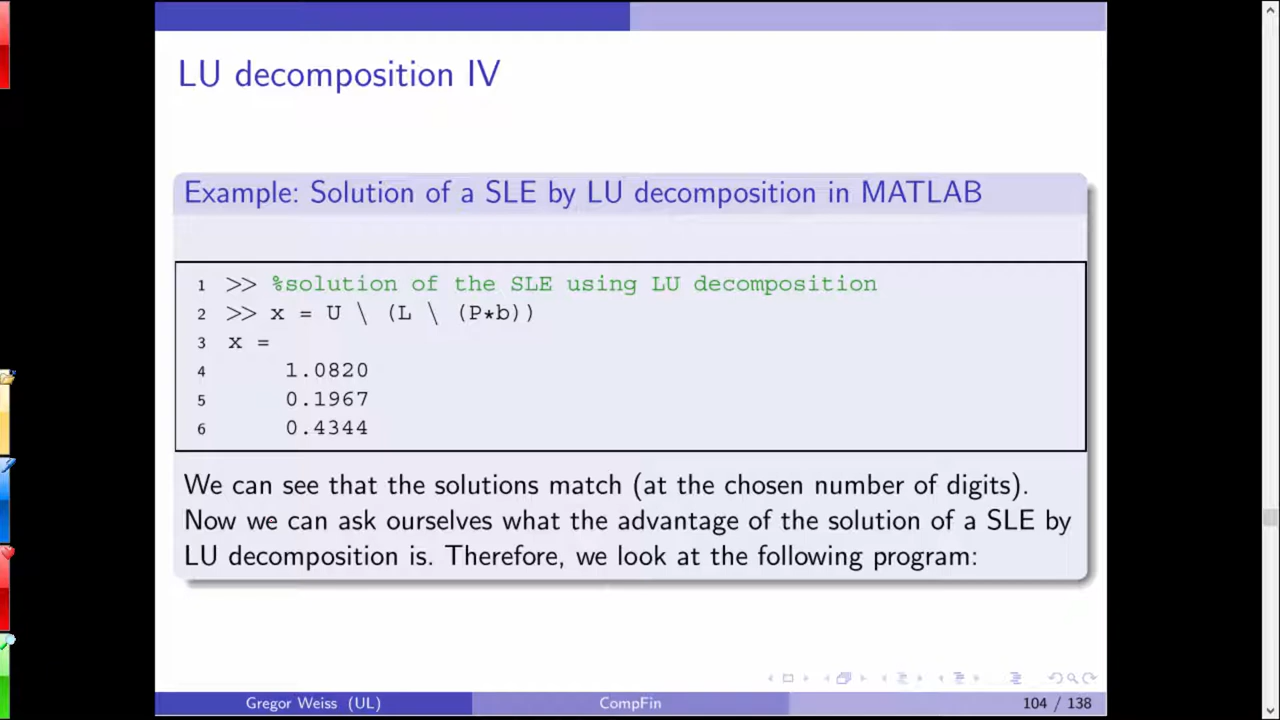 LU decomposition IV
Example: Solution of a SLE by LU decomposition in MATLAB
1 >> %solution of the SLE using LU decomposition
2 >> x = U \ (L \ (P*b))
3 x =
4 1.0820
5 0.1967
6 0.4344
We can see that the solutions match (at the chosen number of digits).
Now we can ask ourselves what the advantage of the solution of a SLE by
LU decomposition is. Therefore, we look at the following program:
Gregor Weiss (UL) CompFin 104 / 138